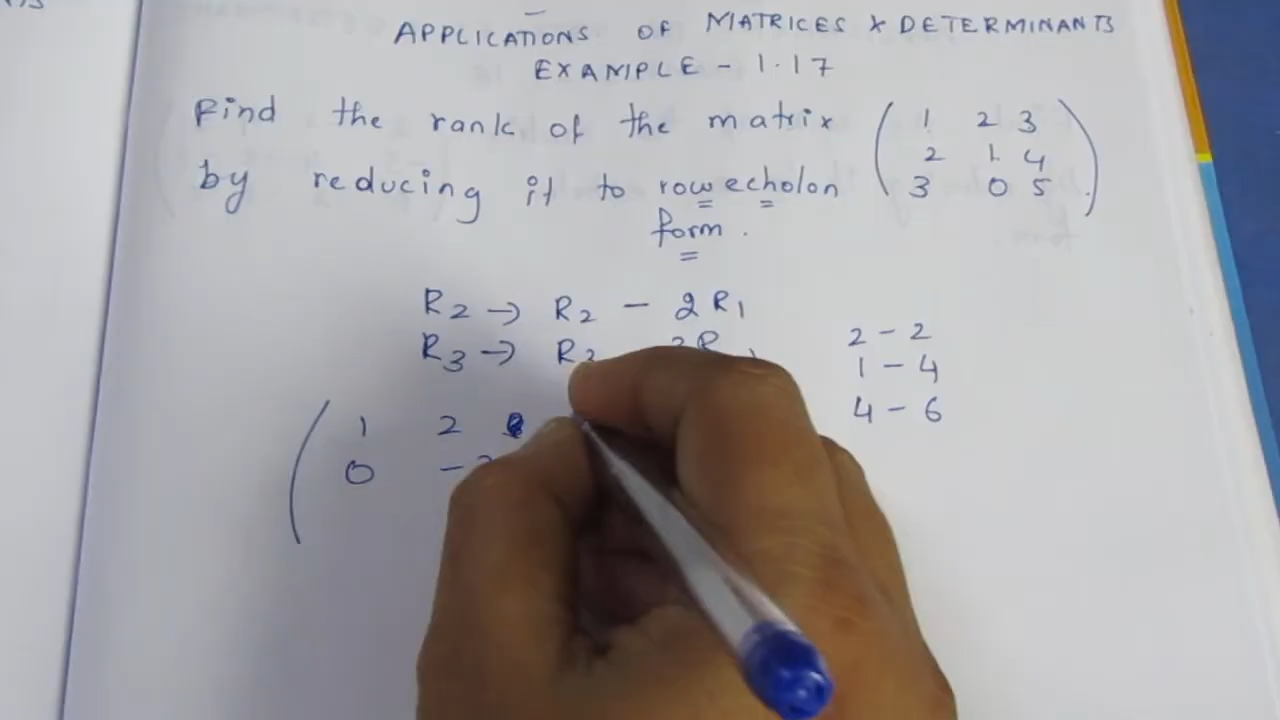 APPLICATIONS OF MATRICES & DETERMINANTS
EXAMPLE - 1.17
Find the rank of the matrix ( 1 2 3
2 1 4
by reducing it to row echolon 3 0 5 )
form.
R2 → R2 - 2R1
R3 → R3
2 - 2
1 - 4
4 - 6
( 1 2
0 -